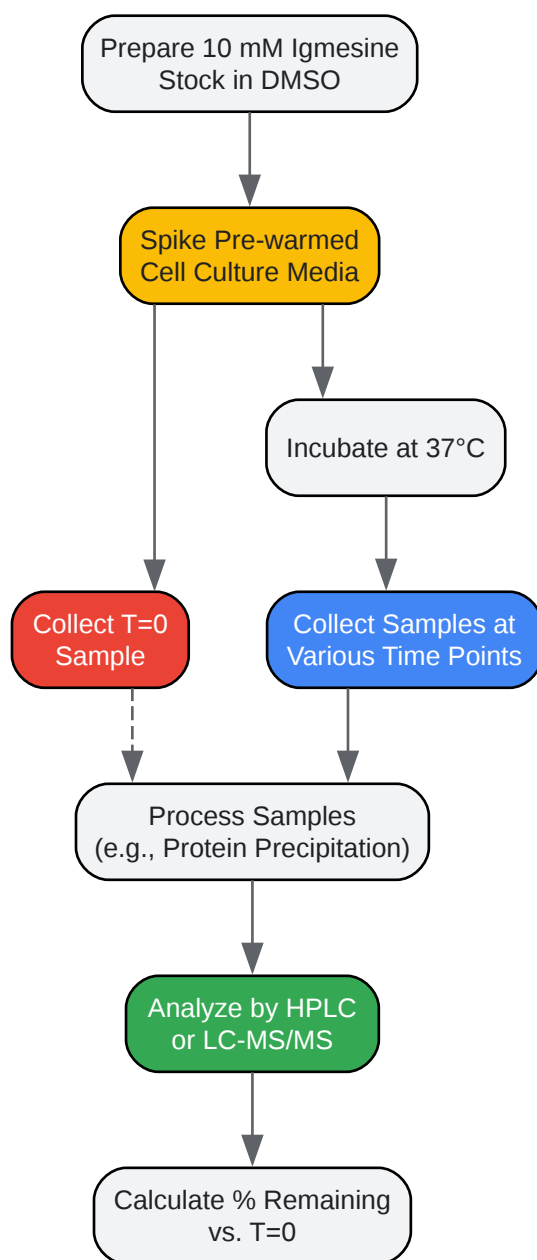 Prepare 10 mM Igmesine
Stock in DMSO
Spike Pre-warmed
Cell Culture Media
Incubate at 37°C
Collect T=0
Sample
Collect Samples at
Various Time Points
Process Samples
(e.g., Protein Precipitation)
Analyze by HPLC
or LC-MS/MS
Calculate % Remaining
vs. T=0